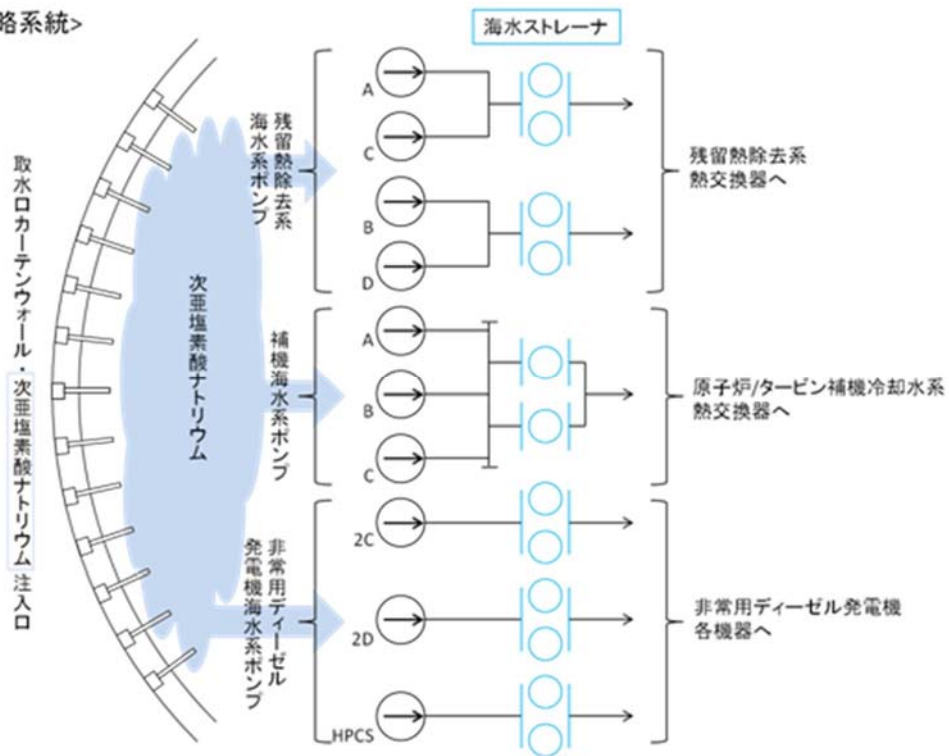 略系統>
海水ストレーナ
取水口カーテンウォール・次亜塩素酸ナトリウム注入口
次亜塩素酸ナトリウム
残留熱除去系
海水系ポンプ
A
C
B
D
残留熱除去系
熱交換器へ
補機海水系ポンプ
A
B
C
原子炉/タービン補機冷却水系
熱交換器へ
非常用ディーゼル
発電機海水系ポンプ
2C
2D
HPCS
非常用ディーゼル発電機
各機器へ